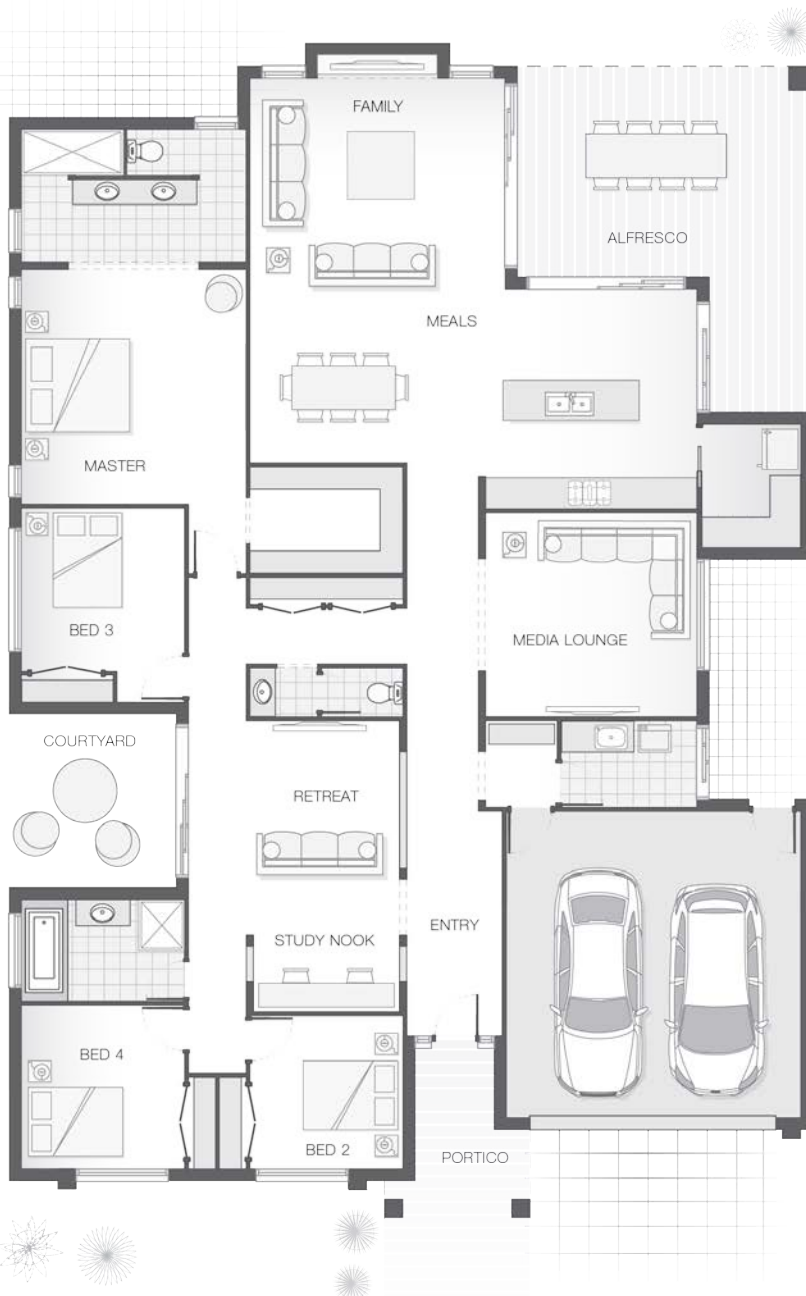 FAMILY
ALFRESCO
MEALS
MASTER
BED 3
MEDIA LOUNGE
COURTYARD
RETREAT
ENTRY
STUDY NOOK
BED 4
BED 2
PORTICO